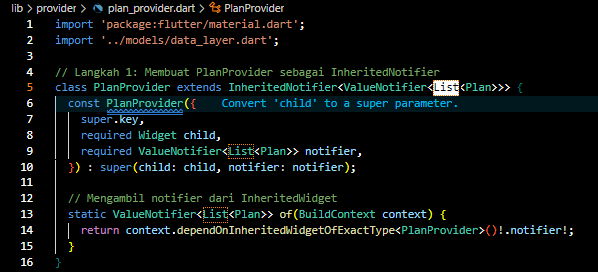 lib > provider > plan_provider.dart > PlanProvider
1 import 'package:flutter/material.dart';
2 import '../models/data_layer.dart';
3
4 // Langkah 1: Membuat PlanProvider sebagai InheritedNotifier
5 class PlanProvider extends InheritedNotifier<ValueNotifier<List<Plan>>> {
6 const PlanProvider({ Convert 'child' to a super parameter.
7 super.key,
8 required Widget child,
9 required ValueNotifier<List<Plan>> notifier,
10 }) : super(child: child, notifier: notifier);
11
12 // Mengambil notifier dari InheritedWidget
13 static ValueNotifier<List<Plan>> of(BuildContext context) {
14 return context.dependOnInheritedWidgetOfExactType<PlanProvider>()!.notifier!;
15 }
16 }